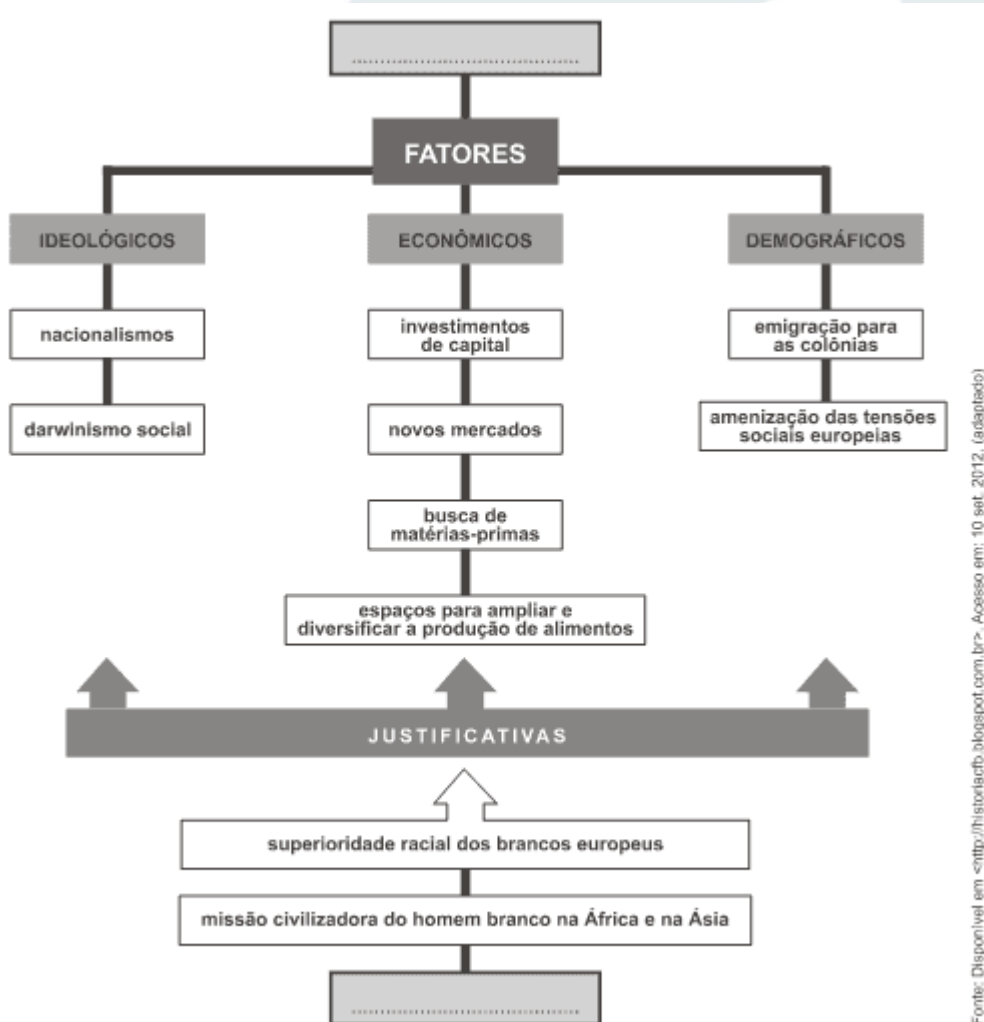 FATORES
IDEOLÓGICOS
ECONÔMICOS
DEMOGRÁFICOS
nacionalismos
investimentos
de capital
emigração para
as colônias
darwinismo social
novos mercados
amenização das tensões
sociais europeias
busca de
matérias-primas
espaços para ampliar e
diversificar a produção de alimentos
JUSTIFICATIVAS
superioridade racial dos brancos europeus
missão civilizadora do homem branco na África e na Ásia
Fonte: Disponível em <http://historiacfb.blogspot.com.br>. Acesso em: 10 set. 2012. (adaptado)